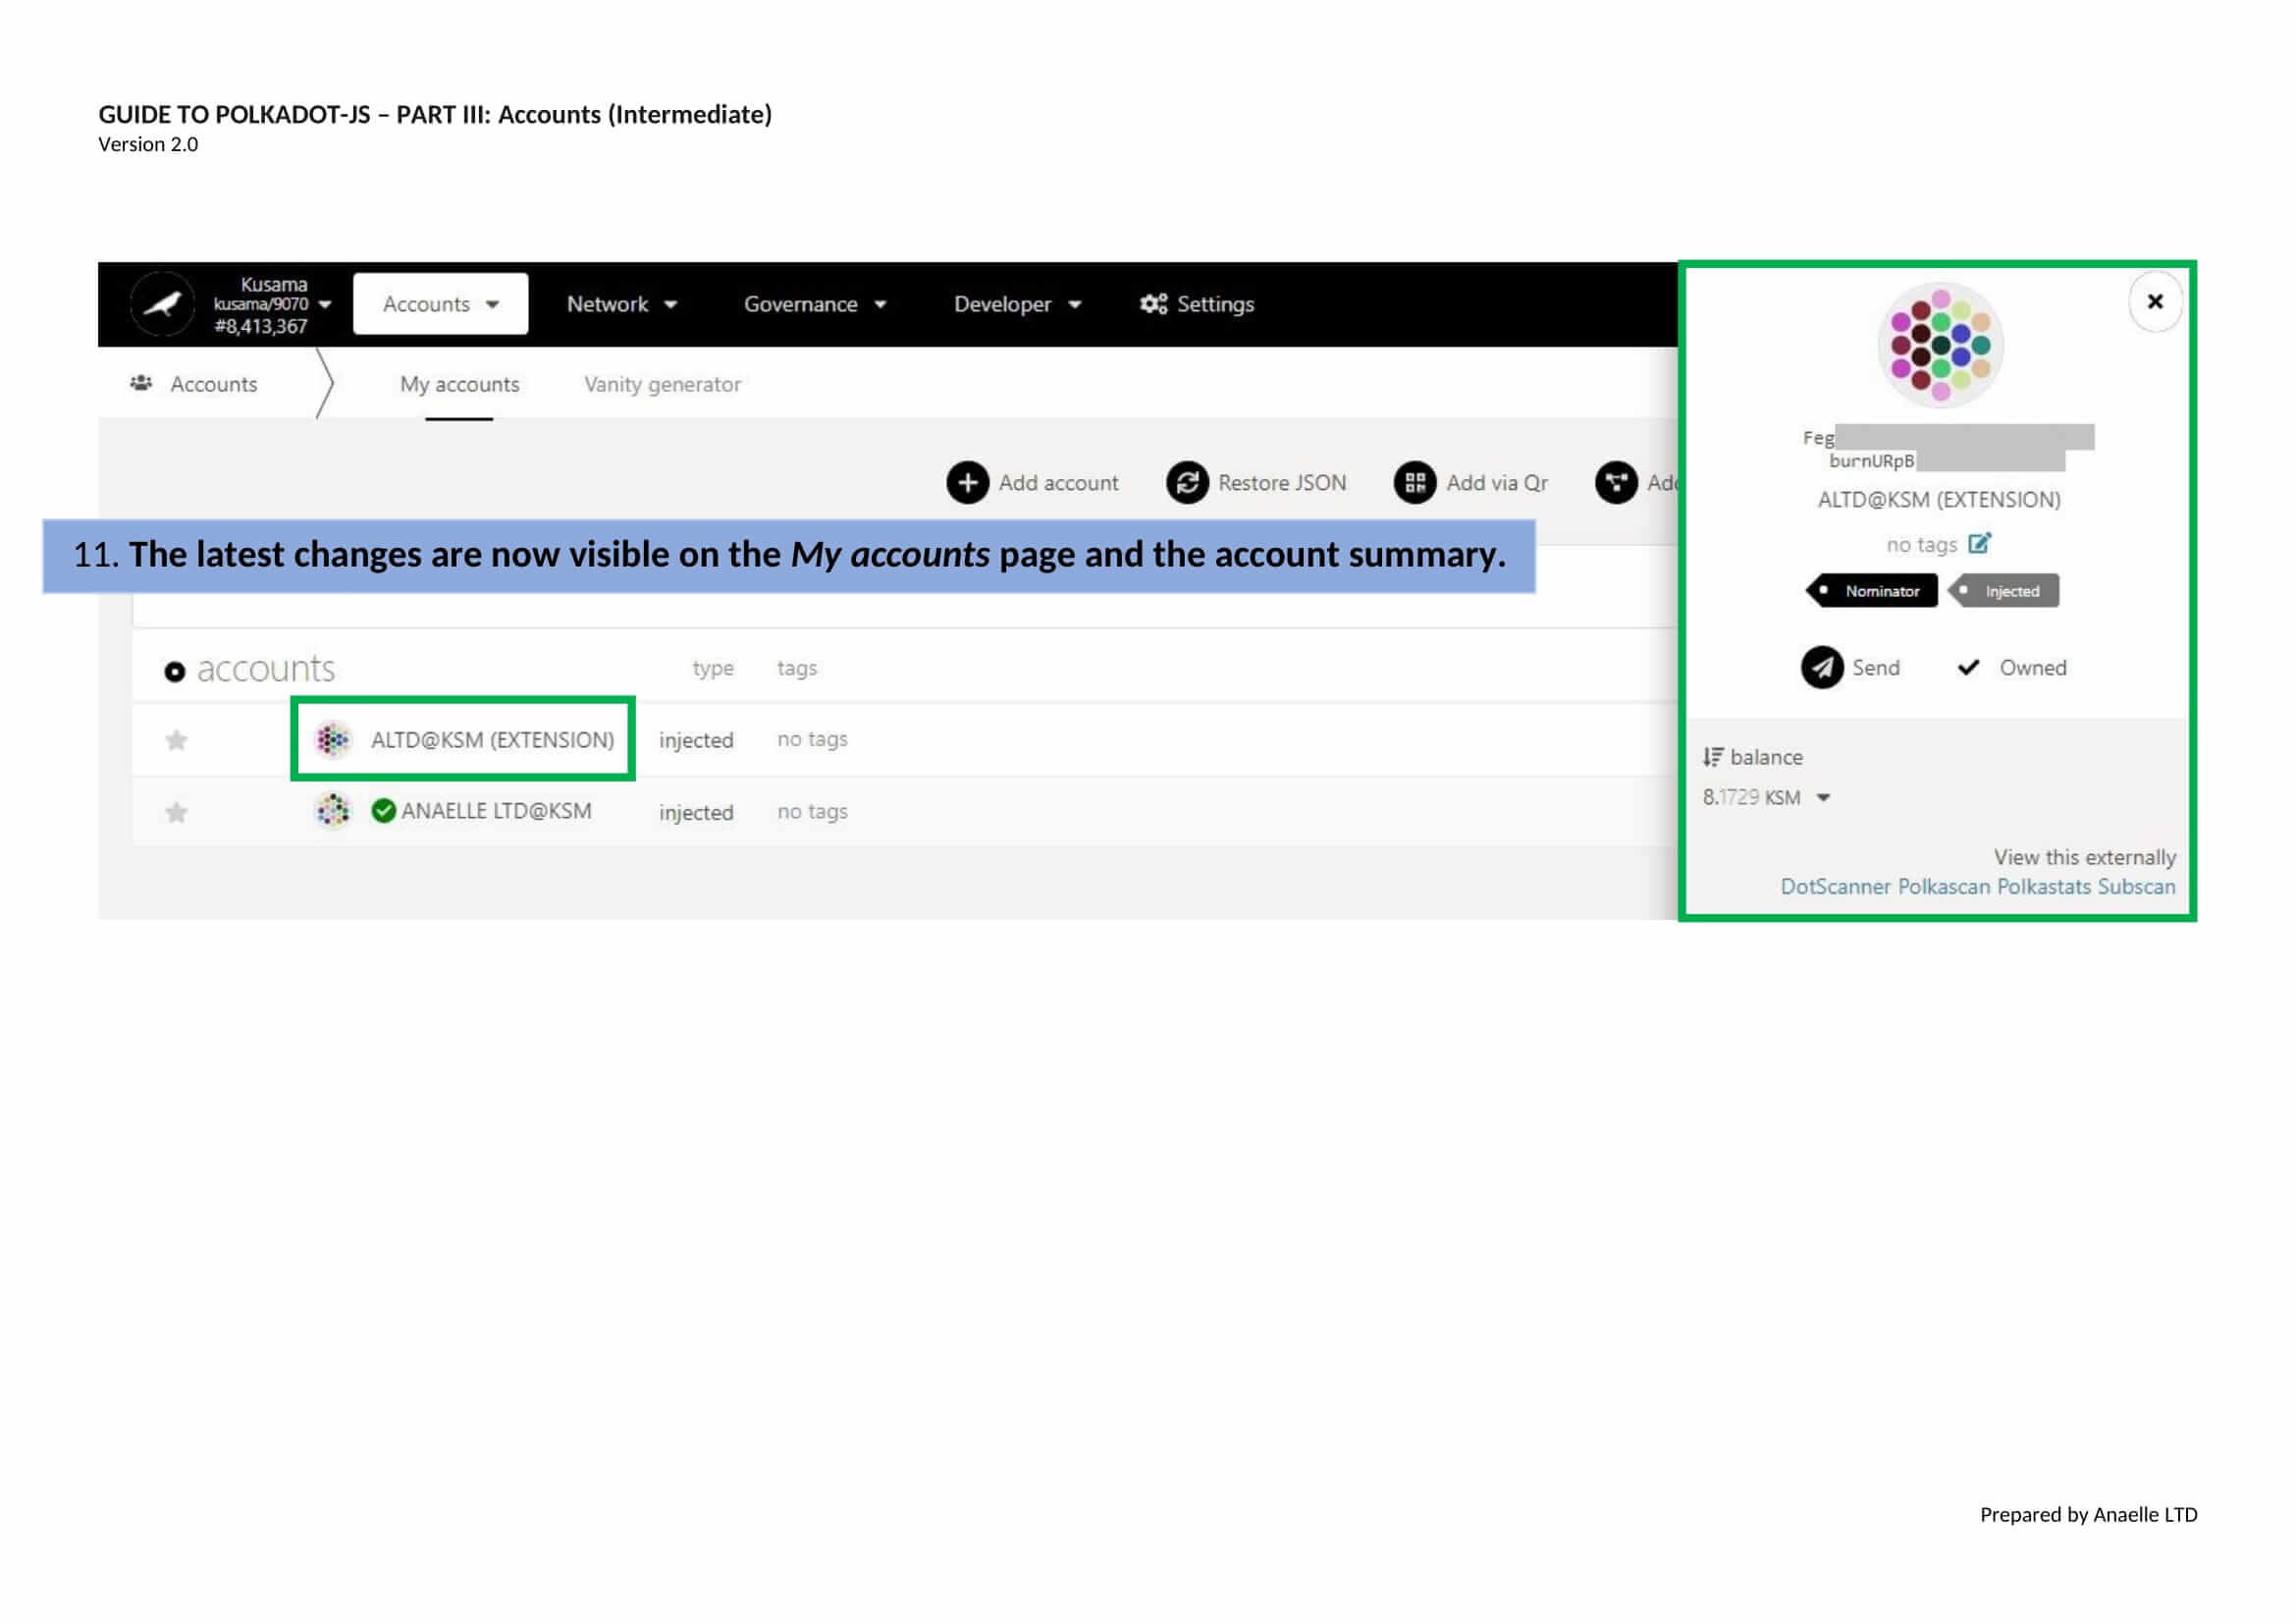 GUIDE TO POLKADOT-JS – PART III: Accounts (Intermediate)
Version 2.0
Kusama
kusama/9070
#8,413,367
Accounts
Network
Governance
Developer
Settings
Accounts
My accounts
Vanity generator
Add account
Restore JSON
Add via Qr
11. The latest changes are now visible on the My accounts page and the account summary.
accounts type tags
ALTD@KSM (EXTENSION) injected no tags
ANAELLE LTD@KSM injected no tags
Feg
burnURpB
ALTD@KSM (EXTENSION)
no tags
Nominator Injected
Send Owned
balance
8.1729 KSM
View this externally
DotScanner Polkascan Polkastats Subscan
Prepared by Anaelle LTD